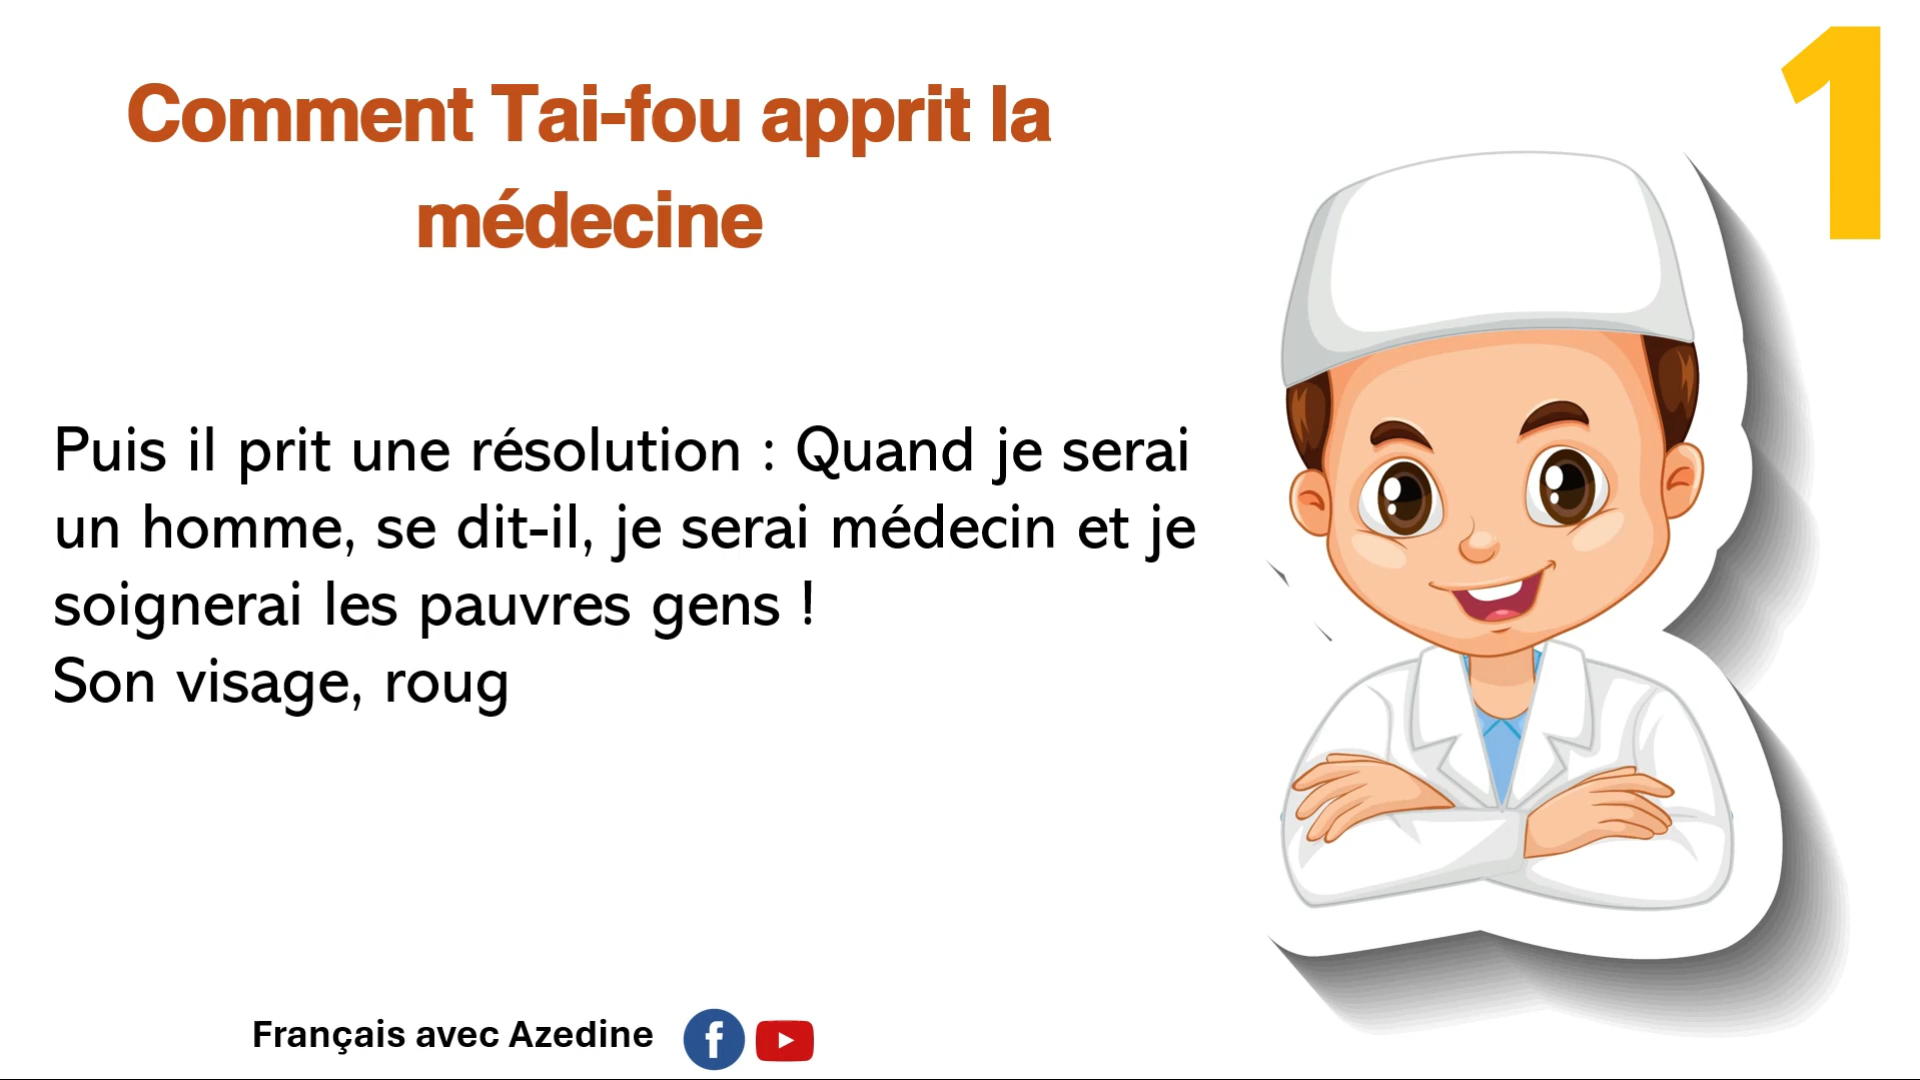 1
Comment Tai-fou apprit la
médecine
Puis il prit une résolution : Quand je serai
un homme, se dit-il, je serai médecin et je
soignerai les pauvres gens !
Son visage, roug
Français avec Azedine